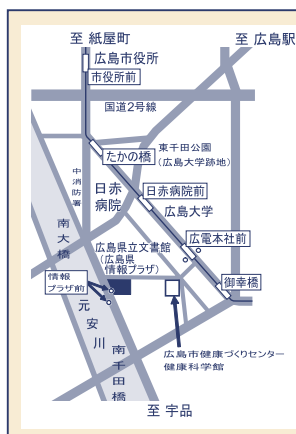 至 紙屋町
至 広島駅
広島市役所
市役所前
国道2号線
たかの橋
東千田公園
(広島大学跡地)
中消防署
日赤
病院
日赤病院前
広島大学
南大橋
広島県立文書館
(広島県
情報プラザ)
広電本社前
情報
プラザ前
御幸橋
元安川
南千田橋
広島市健康づくりセンター
健康科学館
至 宇品